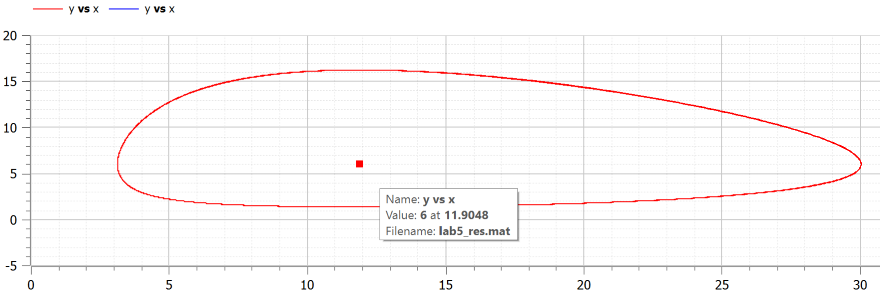 y vs x y vs x
20
15
10
5
0
-5
Name: y vs x
Value: 6 at 11.9048
Filename: lab5_res.mat
0 5 10 15 20 25 30